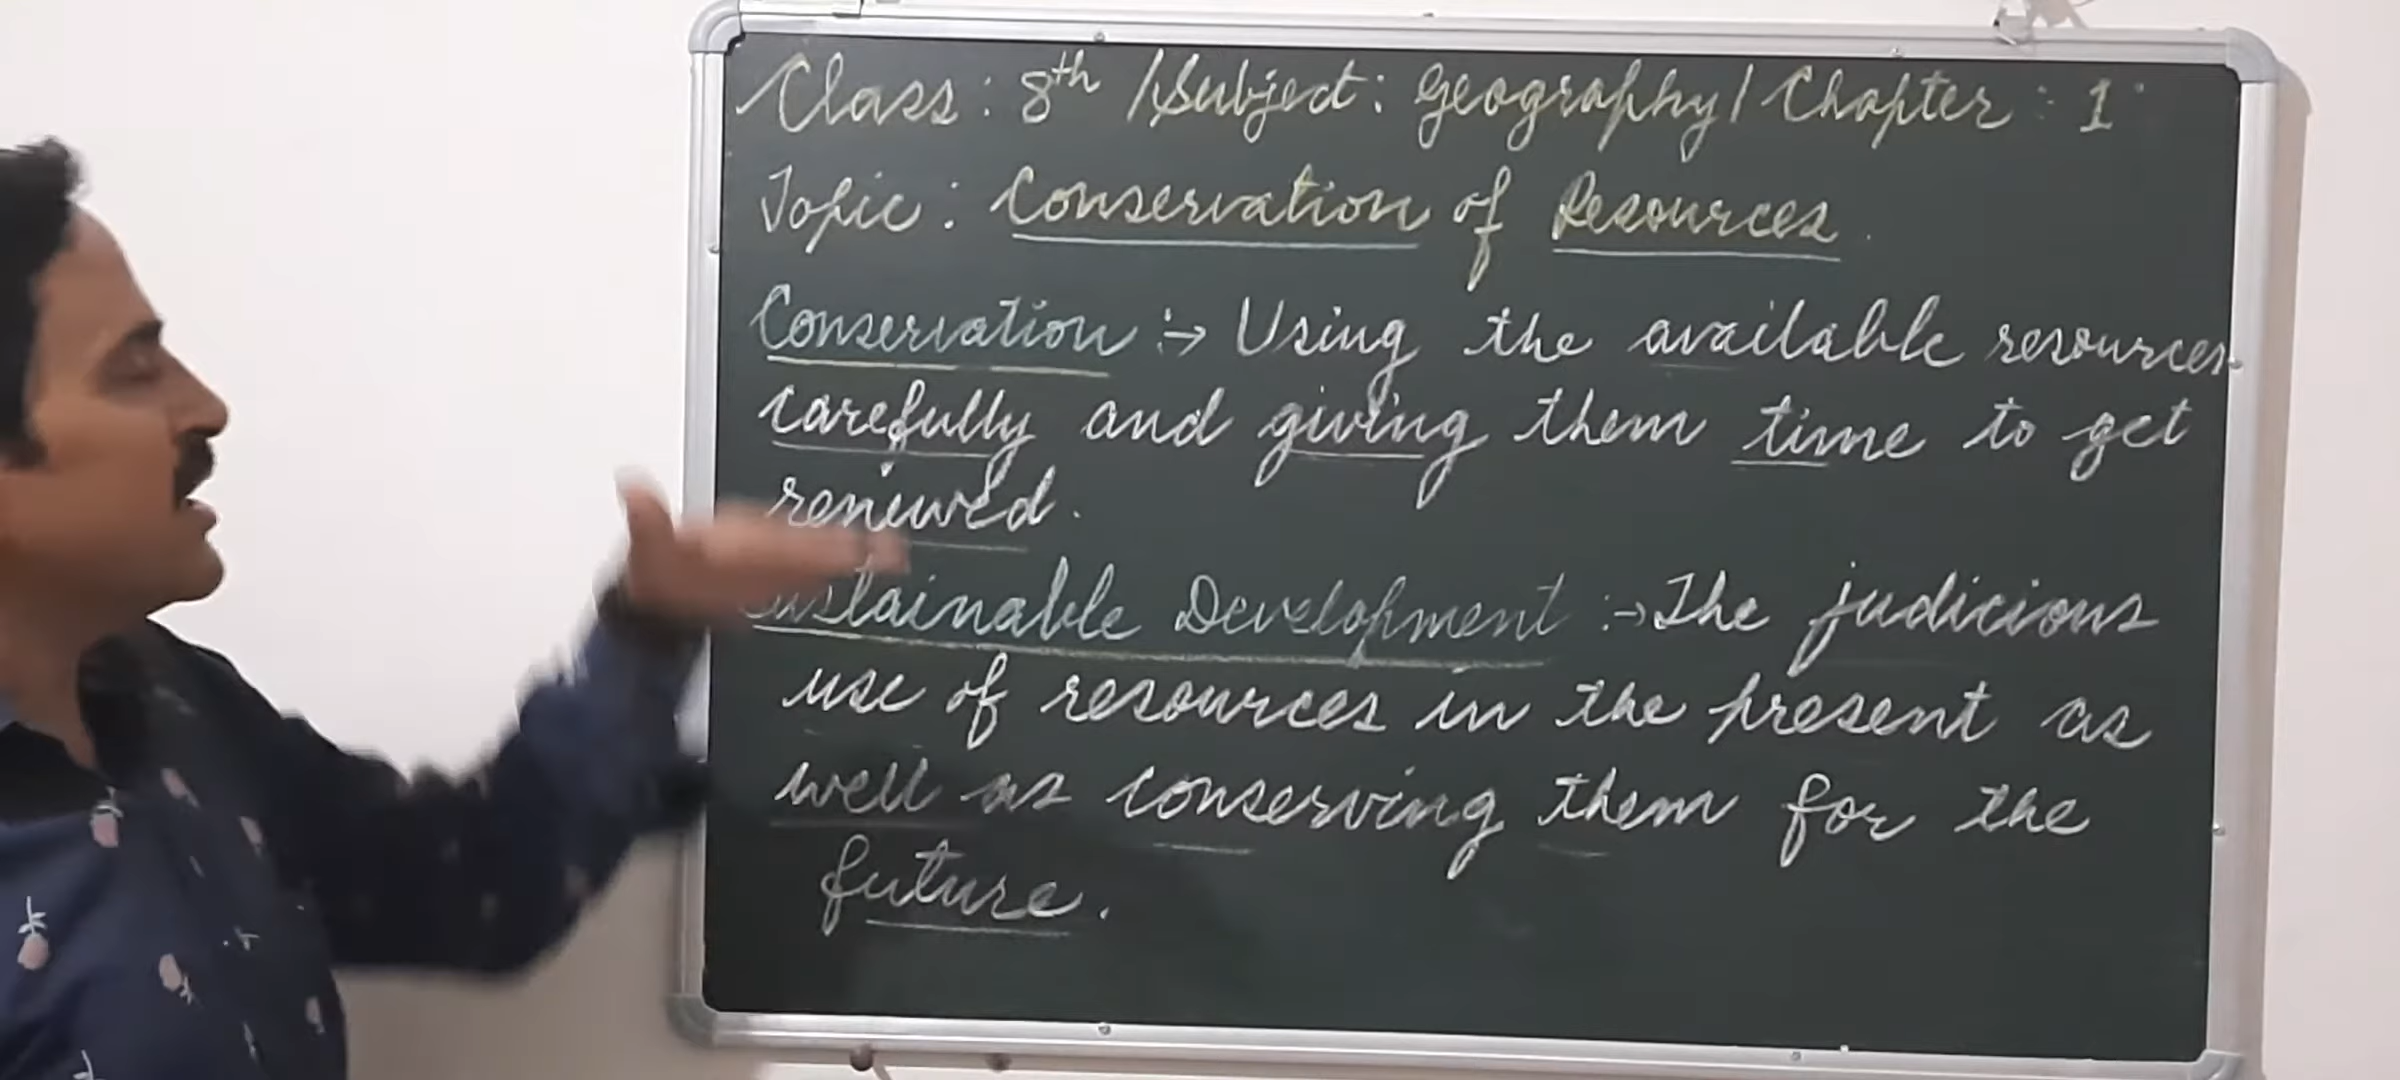 Class: 8th / Subject: Geography / Chapter : 1
Topic : Conservation of Resources.
Conservation :→ Using the available resources
carefully and giving them time to get
renewed.
Sustainable Development :→ The judicious
use of resources in the present as
well as conserving them for the
future.